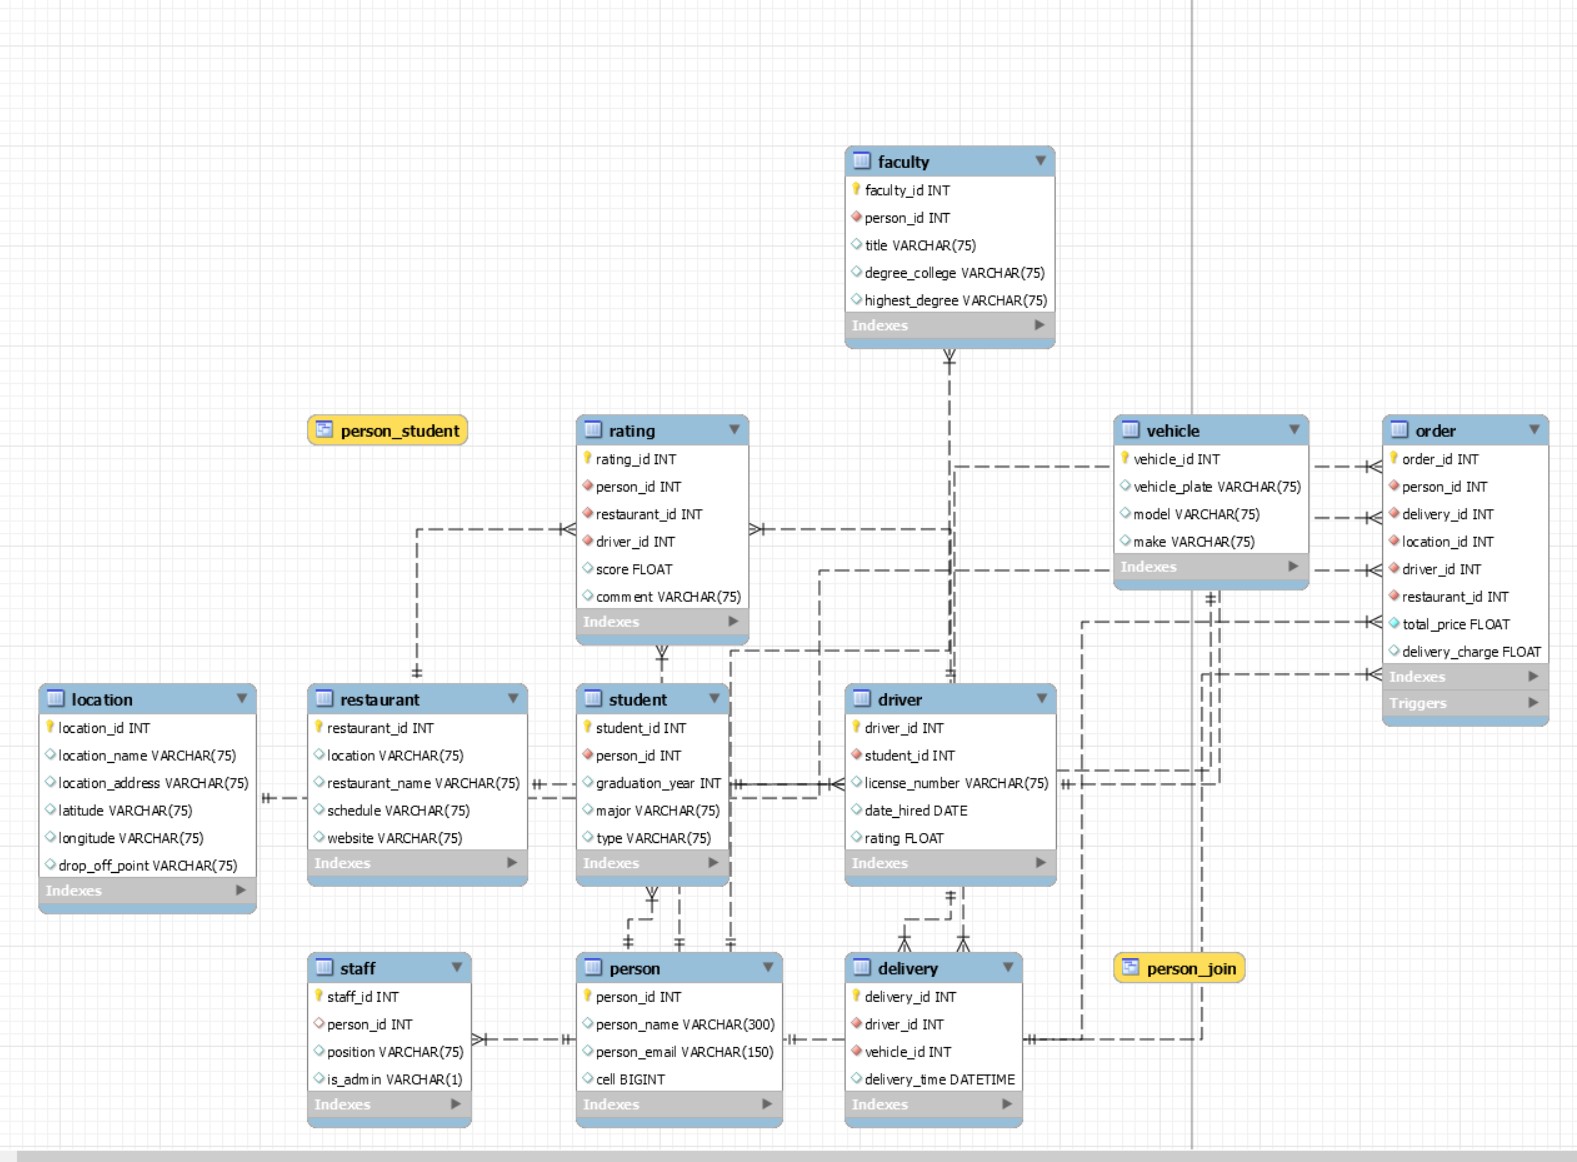 faculty
faculty_id INT
person_id INT
title VARCHAR(75)
degree_college VARCHAR(75)
highest_degree VARCHAR(75)
Indexes
person_student
rating
rating_id INT
person_id INT
restaurant_id INT
driver_id INT
score FLOAT
comment VARCHAR(75)
Indexes
vehicle
vehicle_id INT
vehicle_plate VARCHAR(75)
model VARCHAR(75)
make VARCHAR(75)
Indexes
order
order_id INT
person_id INT
delivery_id INT
location_id INT
driver_id INT
restaurant_id INT
total_price FLOAT
delivery_charge FLOAT
Indexes
Triggers
location
location_id INT
location_name VARCHAR(75)
location_address VARCHAR(75)
latitude VARCHAR(75)
longitude VARCHAR(75)
drop_off_point VARCHAR(75)
Indexes
restaurant
restaurant_id INT
location VARCHAR(75)
restaurant_name VARCHAR(75)
schedule VARCHAR(75)
website VARCHAR(75)
Indexes
student
student_id INT
person_id INT
graduation_year INT
major VARCHAR(75)
type VARCHAR(75)
Indexes
driver
driver_id INT
student_id INT
license_number VARCHAR(75)
date_hired DATE
rating FLOAT
Indexes
staff
staff_id INT
person_id INT
position VARCHAR(75)
is_admin VARCHAR(1)
Indexes
person
person_id INT
person_name VARCHAR(300)
person_email VARCHAR(150)
cell BIGINT
Indexes
delivery
delivery_id INT
driver_id INT
vehicle_id INT
delivery_time DATETIME
Indexes
person_join